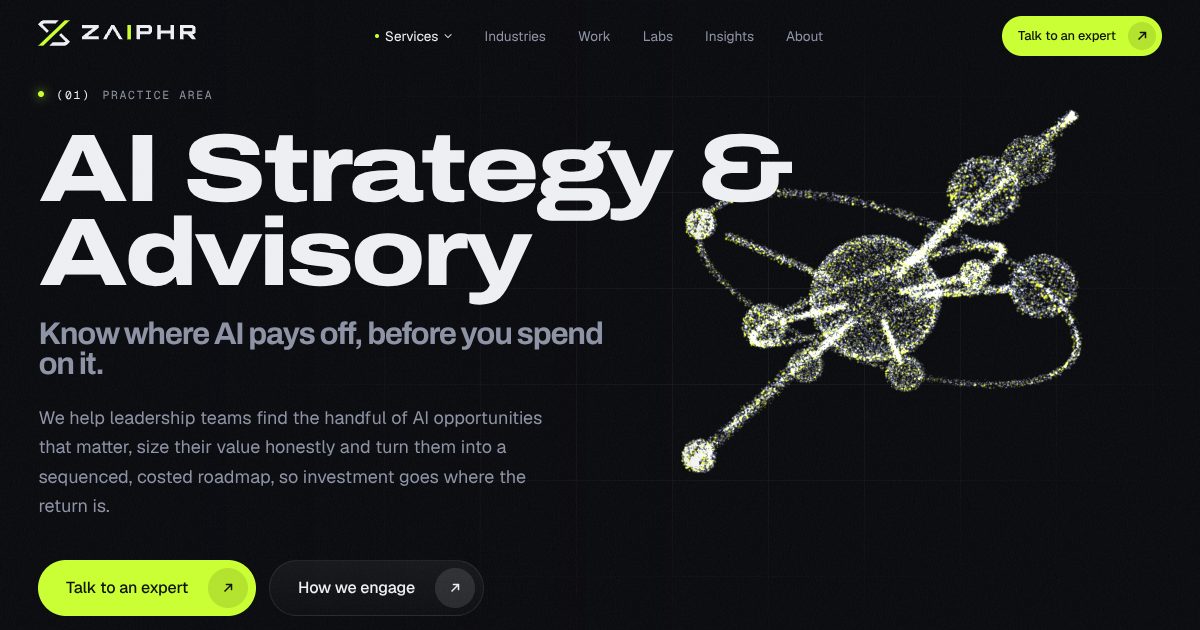 ZAIPHR
Services
Industries
Work
Labs
Insights
About
Talk to an expert
(01) PRACTICE AREA
AI Strategy &
Advisory
Know where AI pays off, before you spend
on it.
We help leadership teams find the handful of AI opportunities
that matter, size their value honestly and turn them into a
sequenced, costed roadmap, so investment goes where the
return is.
Talk to an expert
How we engage